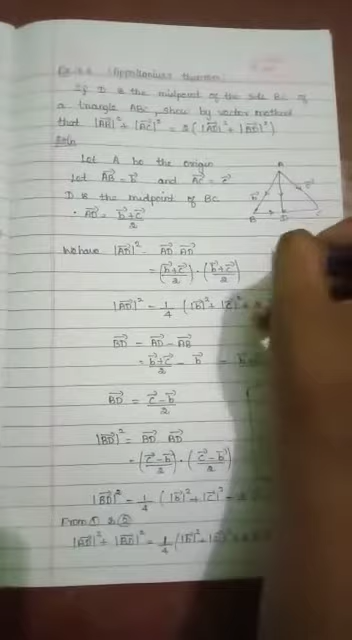 (Apollonius theorem)
If D is the midpoint of the side BC of
a triangle ABC, show by vector method
that |AB⃗|² + |AC⃗|² = 2(|AD⃗|² + |BD⃗|²)
Soln
Let A be the origin
Let AB⃗ = b⃗ and AC⃗ = c⃗
D is the midpoint of BC
∴ AD⃗ = (b⃗+c⃗)/2
A
b⃗ c⃗
B D C
We have |AD⃗|² = AD⃗ . AD⃗
= (b⃗+c⃗)/2 . (b⃗+c⃗)/2
|AD⃗|² = 1/4 (|b⃗|² + |c⃗|² +
BD⃗ = AD⃗ - AB⃗
= (b⃗+c⃗)/2 - b⃗ =
BD⃗ = (c⃗-b⃗)/2
|BD⃗|² = BD⃗ . BD⃗
= (c⃗-b⃗)/2 . (c⃗-b⃗)/2
|BD⃗|² = 1/4 (|b⃗|² + |c⃗|² -
From ① & ②
|AD⃗|² + |BD⃗|² = 1/4 (|b⃗|² + |c⃗|² +